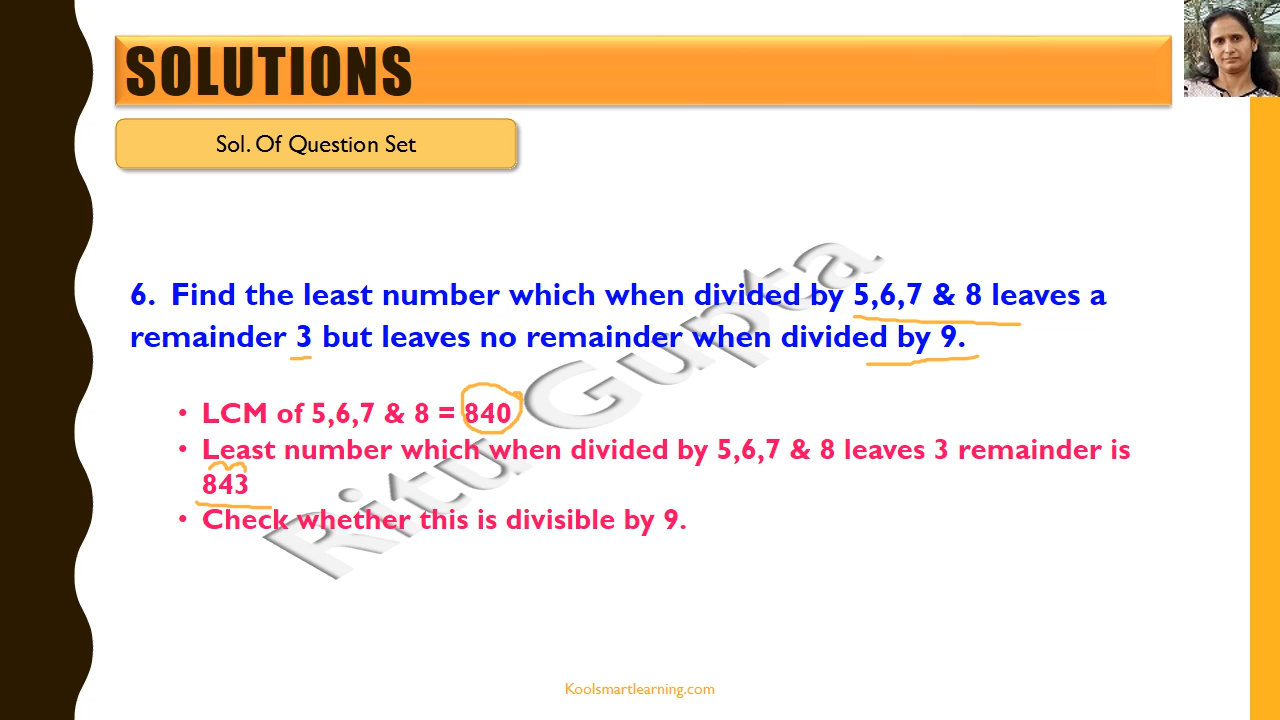 SOLUTIONS
Sol. Of Question Set
6. Find the least number which when divided by 5,6,7 & 8 leaves a
remainder 3 but leaves no remainder when divided by 9.
• LCM of 5,6,7 & 8 = 840
• Least number which when divided by 5,6,7 & 8 leaves 3 remainder is
843
• Check whether this is divisible by 9.
Ritu Gupta
Koolsmartlearning.com